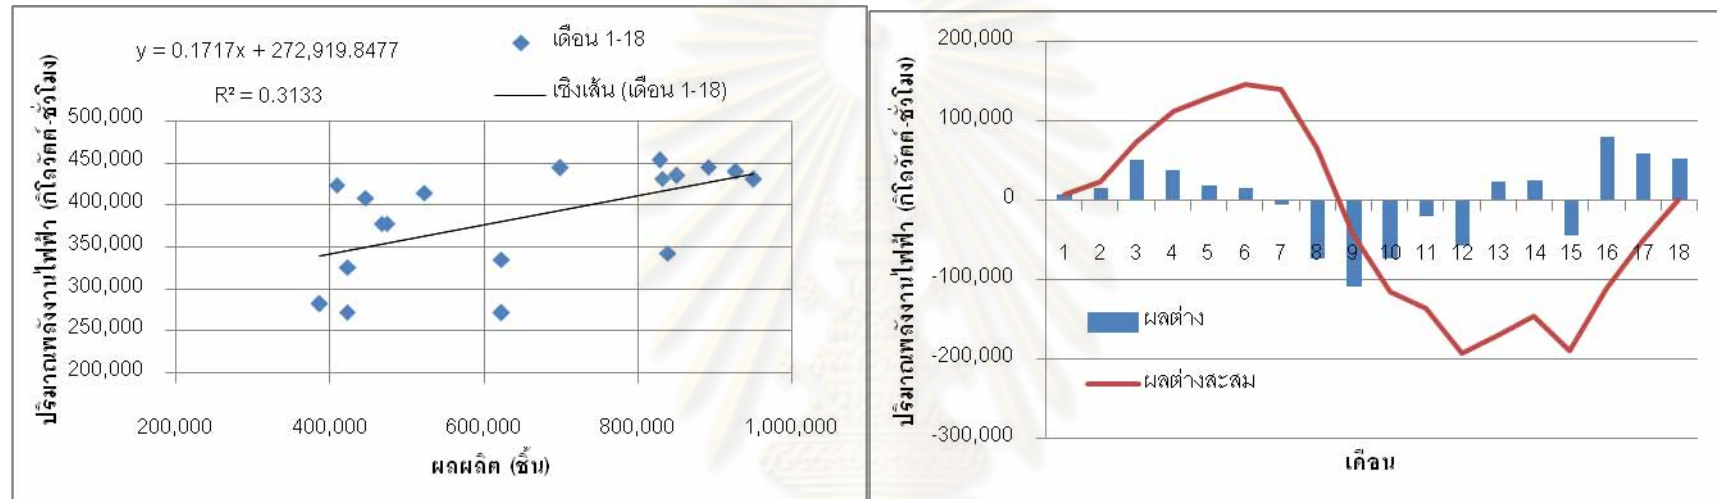 y = 0.1717x + 272,919.8477
R² = 0.3133
เดือน 1-18
เชิงเส้น (เดือน 1-18)
ปริมาณพลังงานไฟฟ้า (กิโลวัตต์-ชั่วโมง)
500,000
450,000
400,000
350,000
300,000
250,000
200,000
200,000 400,000 600,000 800,000 1,000,000
ผลผลิต (ชิ้น)
ปริมาณพลังงานไฟฟ้า (กิโลวัตต์-ชั่วโมง)
200,000
100,000
0
-100,000
-200,000
-300,000
1 2 3 4 5 6 7 8 9 10 11 12 13 14 15 16 17 18
ผลต่าง
ผลต่างสะสม
เดือน